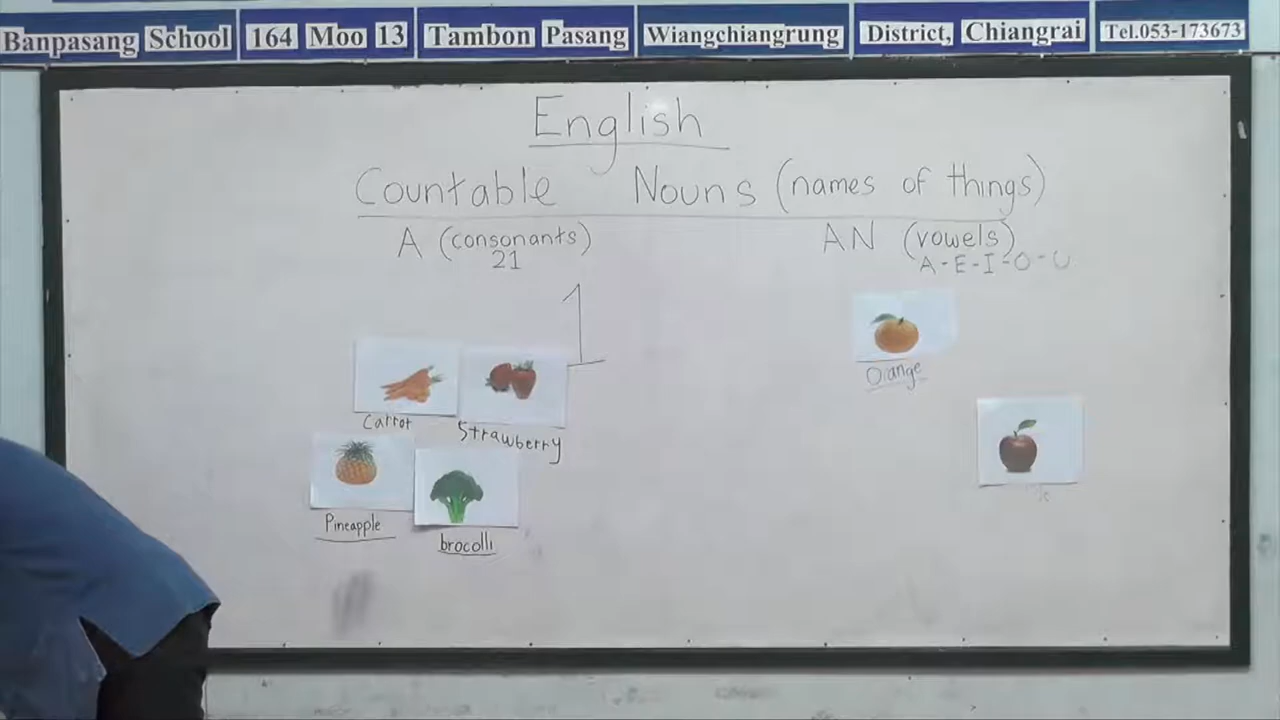 Banpasang School 164 Moo 13 Tambon Pasang Wiangchiangrung District, Chiangrai Tel.053-173673
English
Countable Nouns (names of things)
A (consonants) AN (vowels)
21 A-E-I-O-U
1
Orange
Carrot Strawberry
Pineapple brocolli